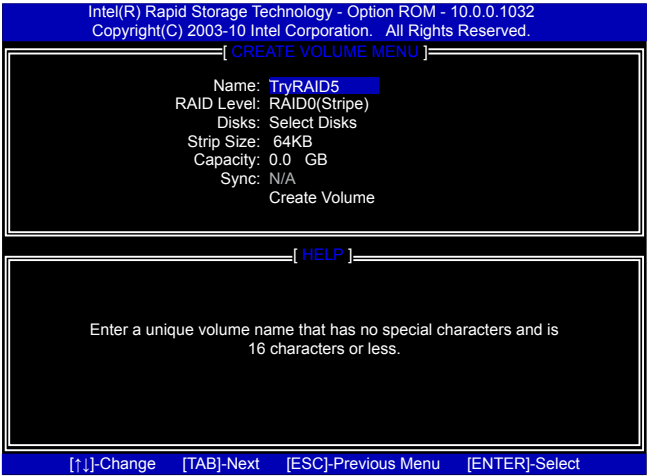 Intel(R) Rapid Storage Technology - Option ROM - 10.0.0.1032
Copyright(C) 2003-10 Intel Corporation. All Rights Reserved.
[ CREATE VOLUME MENU ]
Name: TryRAID5
RAID Level: RAID0(Stripe)
Disks: Select Disks
Strip Size: 64KB
Capacity: 0.0 GB
Sync: N/A
Create Volume
[ HELP ]
Enter a unique volume name that has no special characters and is
16 characters or less.
[↑↓]-Change [TAB]-Next [ESC]-Previous Menu [ENTER]-Select